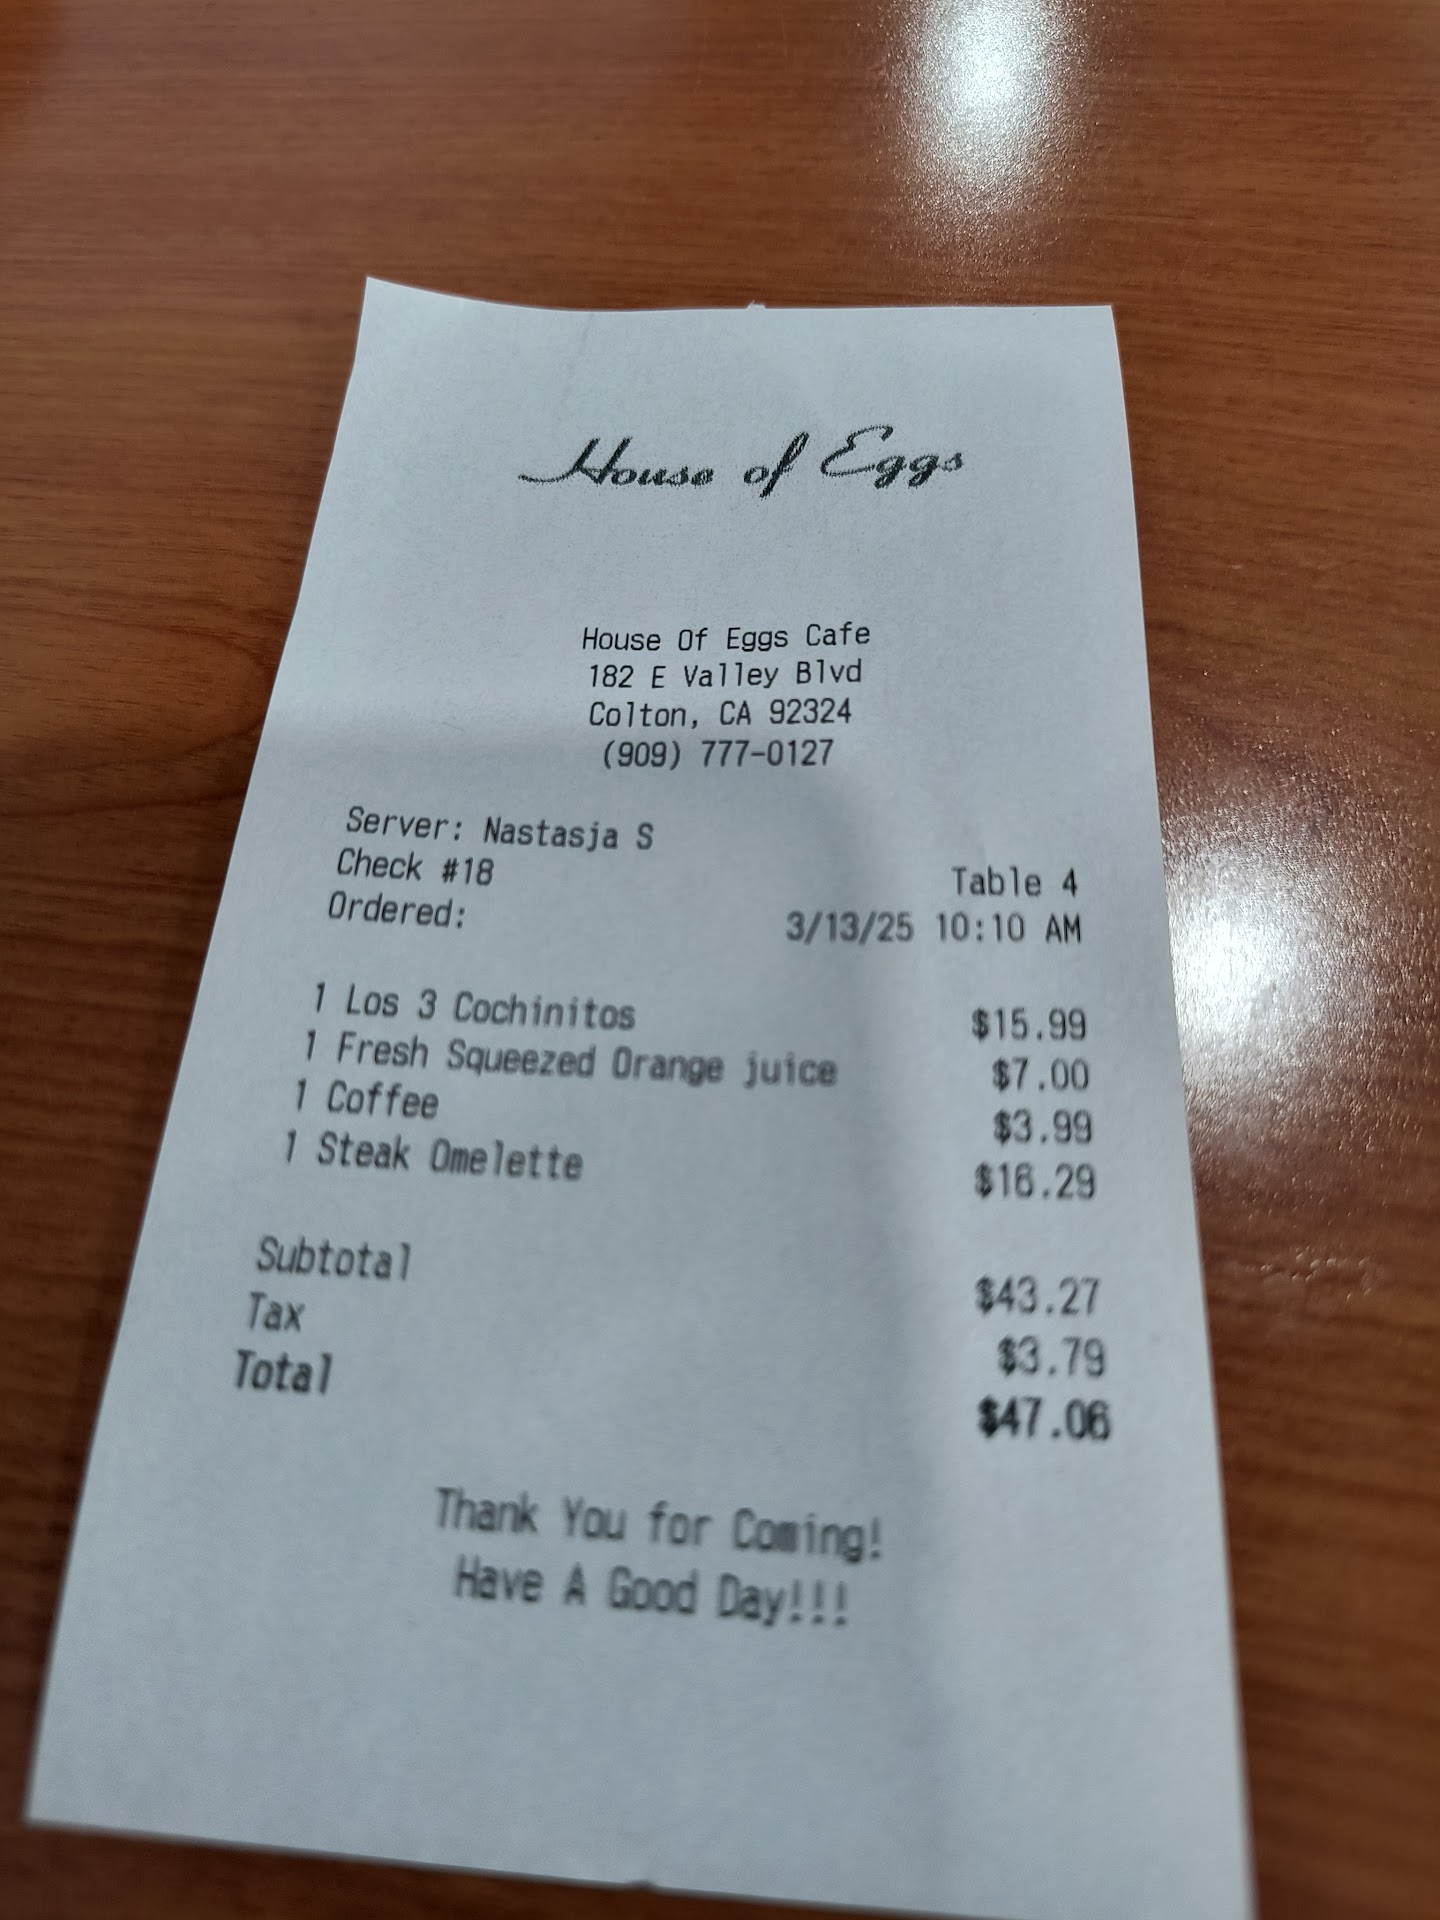 House of Eggs
House Of Eggs Cafe
182 E Valley Blvd
Colton, CA 92324
(909) 777-0127
Server: Nastasja S
Check #18 Table 4
Ordered: 3/13/25 10:10 AM
1 Los 3 Cochinitos $15.99
1 Fresh Squeezed Orange juice $7.00
1 Coffee $3.99
1 Steak Omelette $16.29
Subtotal $43.27
Tax $3.79
Total $47.06
Thank You for Coming!
Have A Good Day!!!